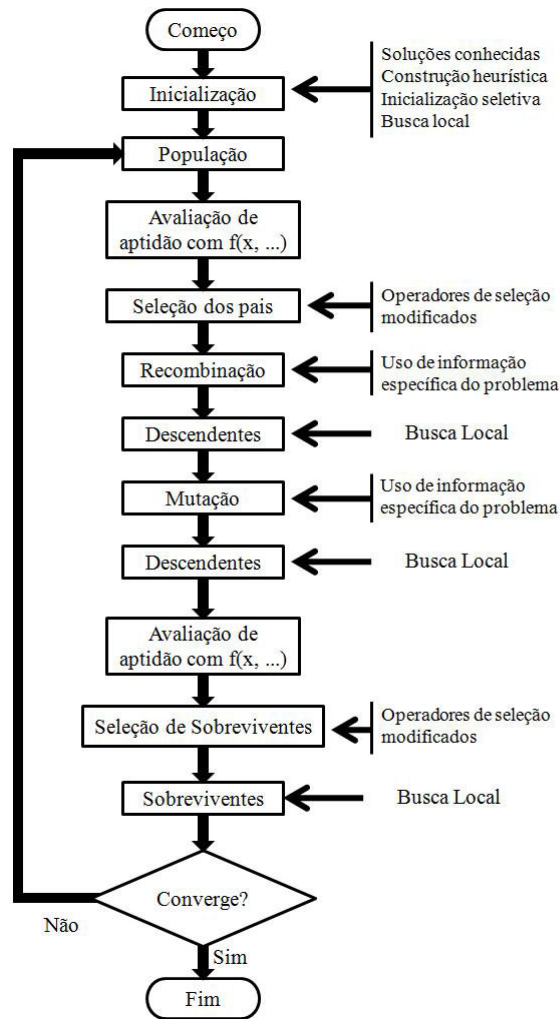 Começo
Inicialização
Soluções conhecidas
Construção heurística
Inicialização seletiva
Busca local
População
Avaliação de
aptidão com f(x, ...)
Seleção dos pais
Operadores de seleção
modificados
Recombinação
Uso de informação
específica do problema
Descendentes
Busca Local
Mutação
Uso de informação
específica do problema
Descendentes
Busca Local
Avaliação de
aptidão com f(x, ...)
Seleção de Sobreviventes
Operadores de seleção
modificados
Sobreviventes
Busca Local
Converge?
Não
Sim
Fim